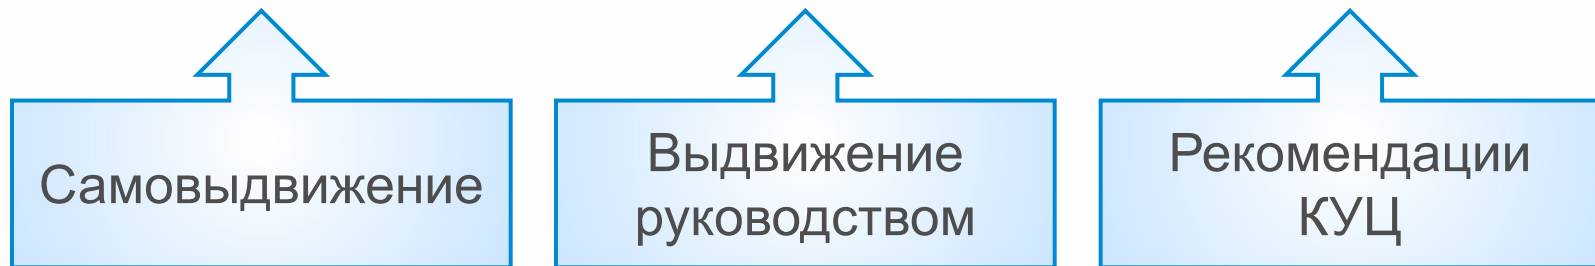 Самовыдвижение
Выдвижение
руководством
Рекомендации
КУЦ